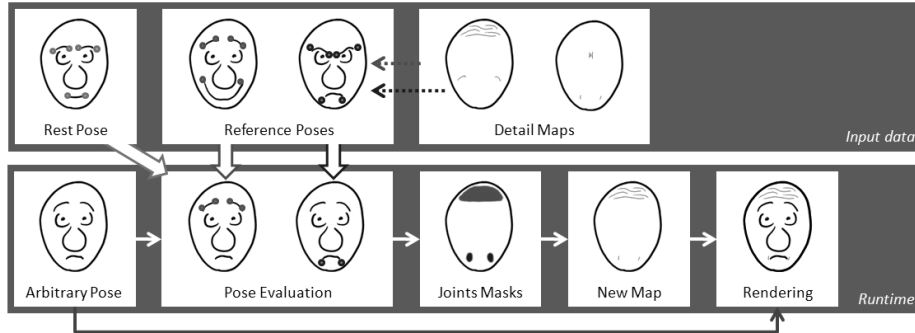 Rest Pose
Reference Poses
Detail Maps
Input data
Arbitrary Pose
Pose Evaluation
Joints Masks
New Map
Rendering
Runtime